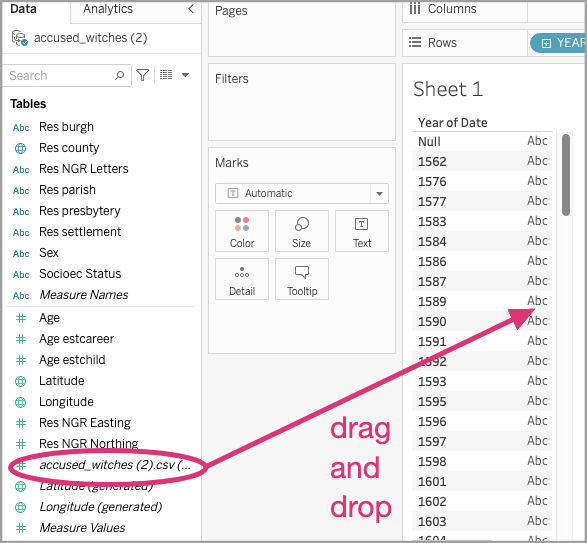 Data
Analytics
accused_witches (2)
Search
Tables
Abc Res burgh
Res county
Abc Res NGR Letters
Abc Res parish
Abc Res presbytery
Abc Res settlement
Abc Sex
Abc Socioec Status
Abc Measure Names
# Age
# Age estcareer
# Age estchild
Latitude
Longitude
# Res NGR Easting
# Res NGR Northing
# accused_witches (2).csv (...
Latitude (generated)
Longitude (generated)
# Measure Values
Pages
Filters
Marks
T Automatic
Color
Size
T
Text
Detail
Tooltip
drag
and
drop
Columns
Rows
YEAR
Sheet 1
Year of Date
Null Abc
1562 Abc
1576 Abc
1577 Abc
1583 Abc
1584 Abc
1586 Abc
1587 Abc
1589 Abc
1590 Abc
1591 Abc
1592 Abc
1593 Abc
1595 Abc
1596 Abc
1597 Abc
1598 Abc
1601 Abc
1602 Abc
1603 Abc
1604 Abc